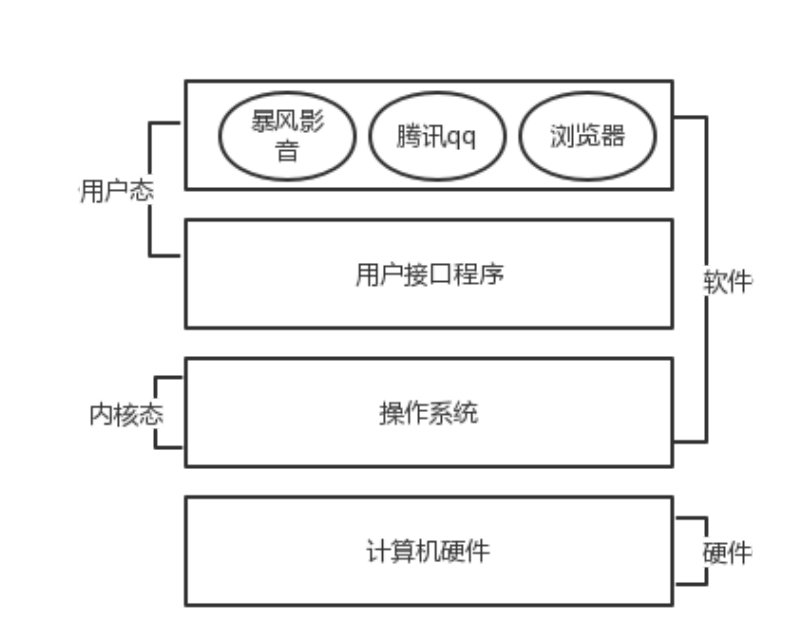 暴风影
音
腾讯qq
浏览器
用户态
用户接口程序
软件
内核态
操作系统
计算机硬件
硬件